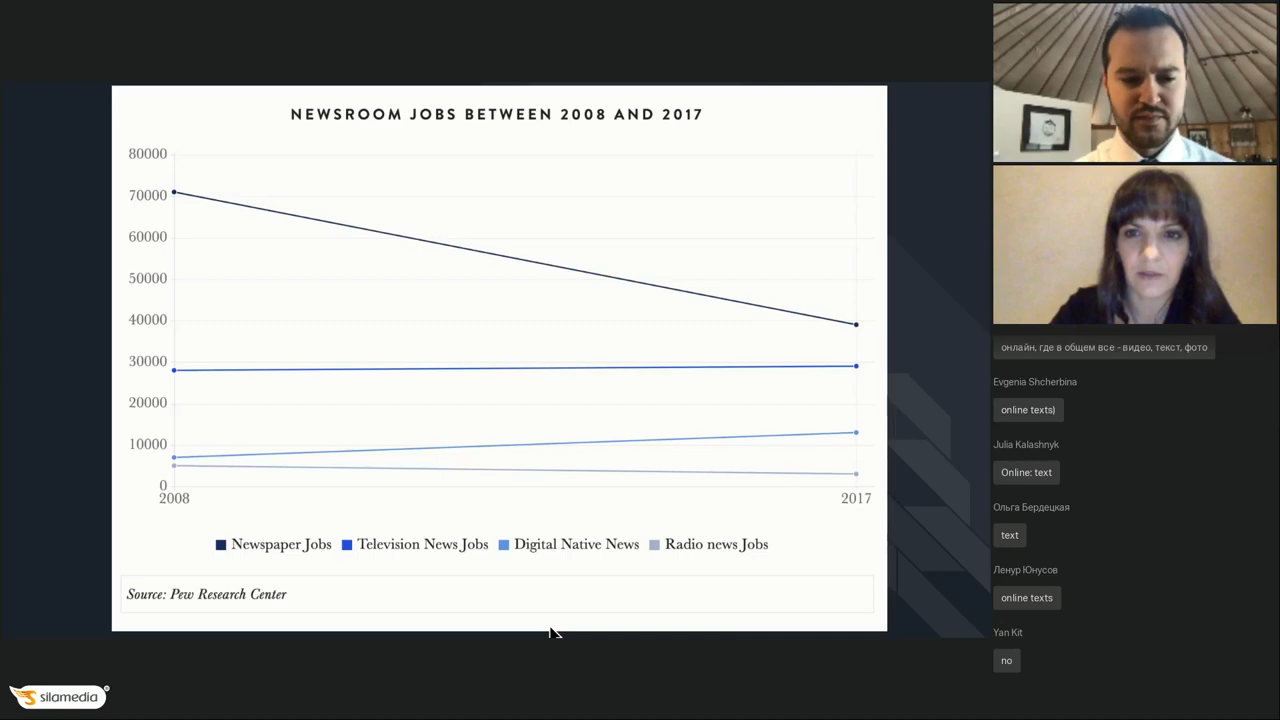 NEWSROOM JOBS BETWEEN 2008 AND 2017
80000
70000
60000
50000
40000
30000
20000
10000
0
2008 2017
Newspaper Jobs Television News Jobs Digital Native News Radio news Jobs
Source: Pew Research Center
silamedia
онлайн, где в общем все - видео, текст, фото
Evgenia Shcherbina
online texts)
Julia Kalashnyk
Online: text
Ольга Бердецкая
text
Ленур Юнусов
online texts
Yan Kit
no